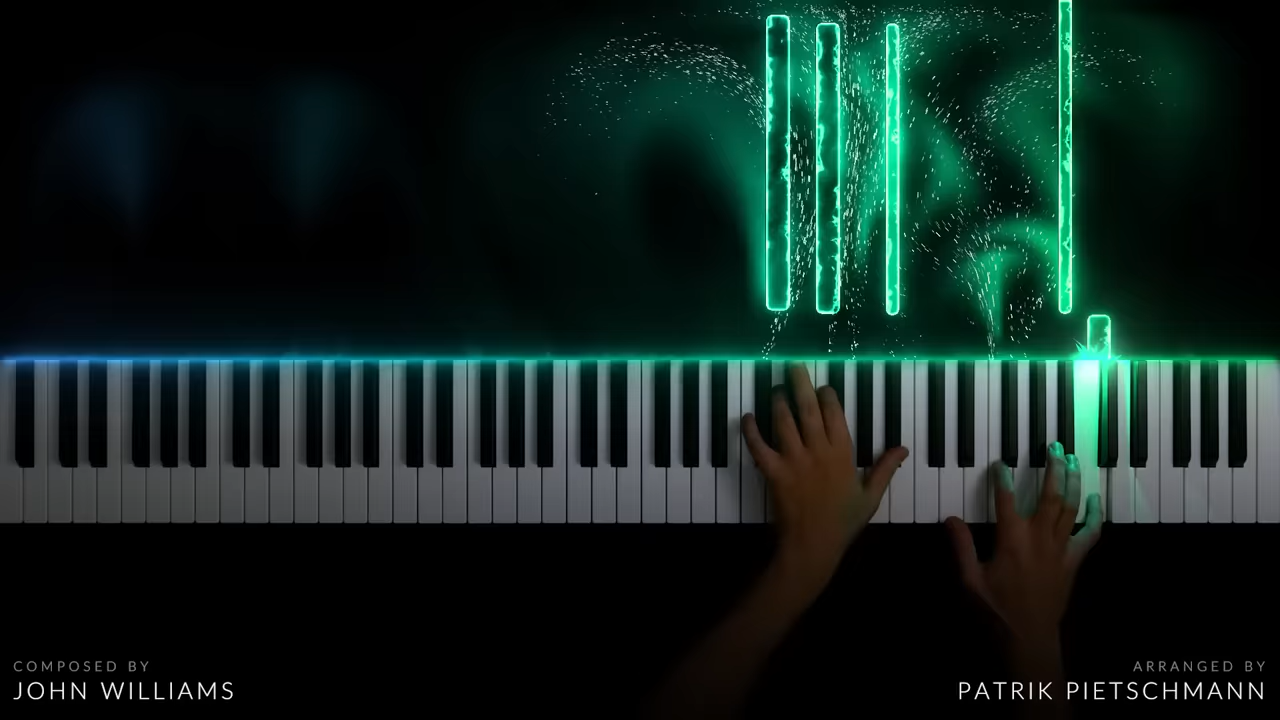 COMPOSED BY
JOHN WILLIAMS
ARRANGED BY
PATRIK PIETSCHMANN